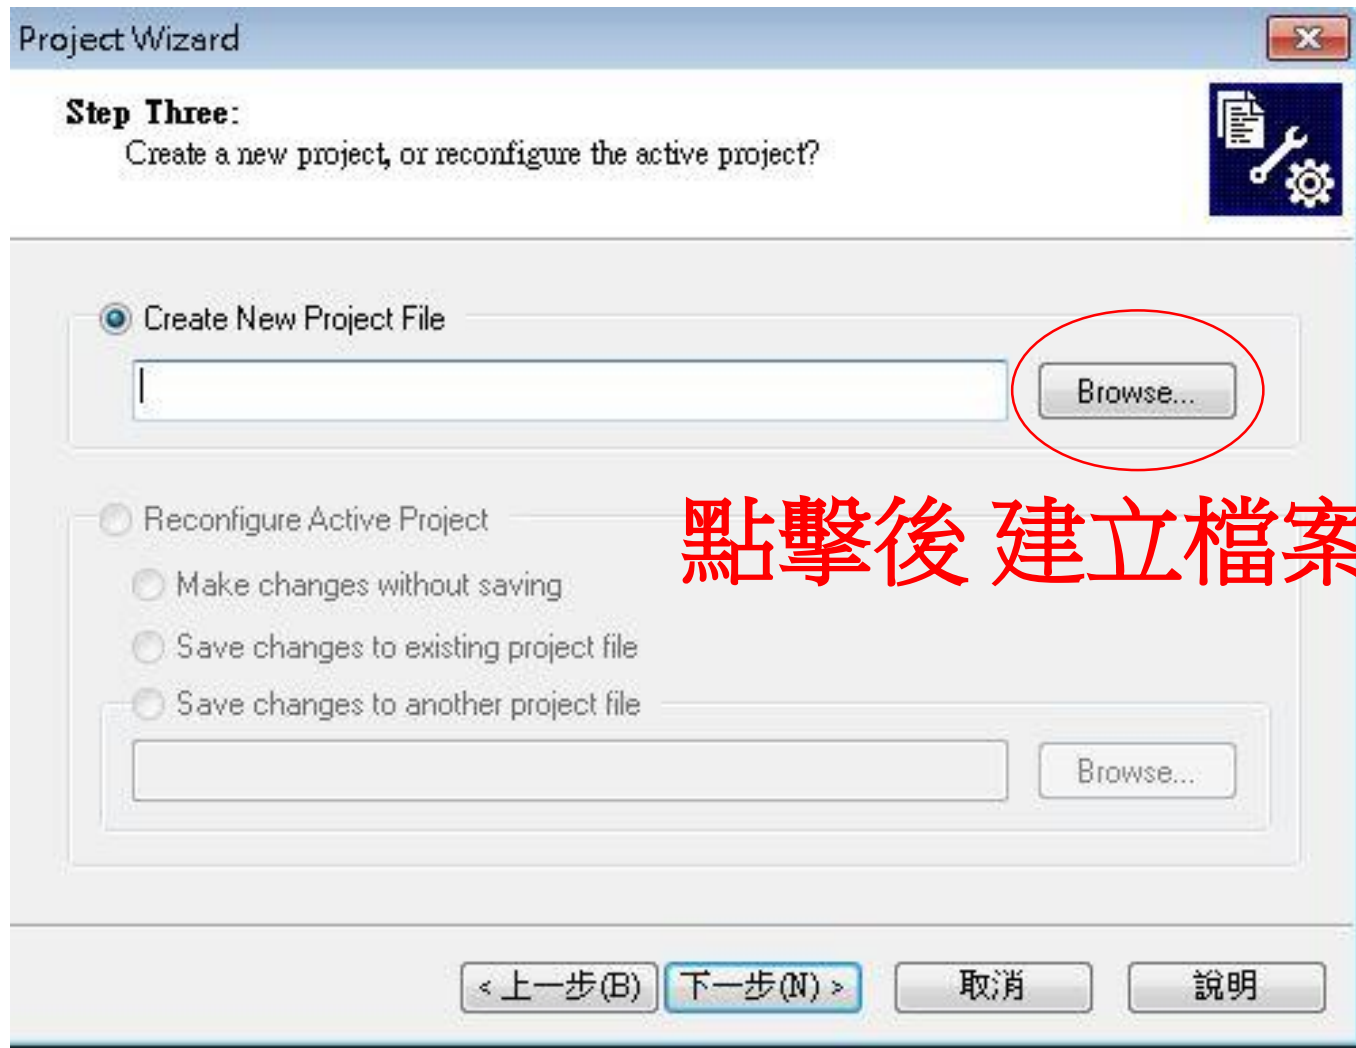 Project Wizard
Step Three:
Create a new project, or reconfigure the active project?
Create New Project File
Browse...
點擊後 建立檔案
Reconfigure Active Project
Make changes without saving
Save changes to existing project file
Save changes to another project file
Browse...
<上一步(B) 下一步(N)> 取消 說明